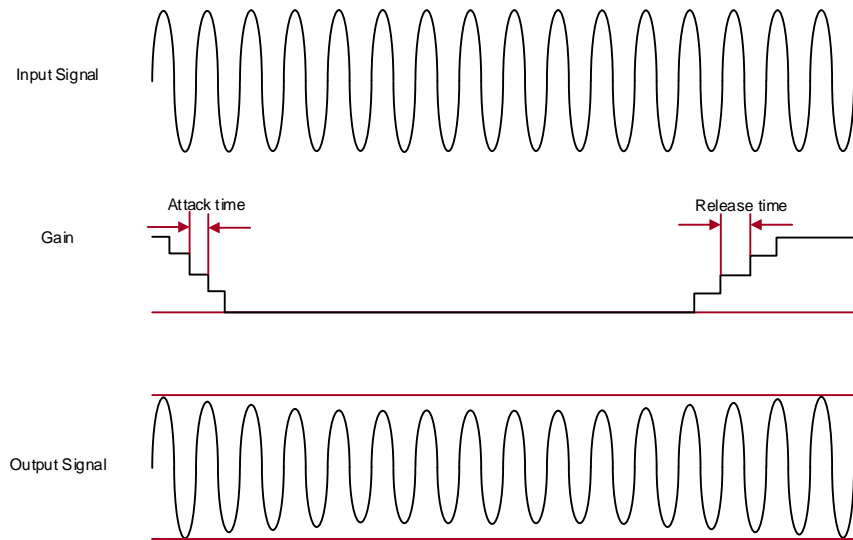 Input Signal
Attack time
Release time
Gain
Output Signal